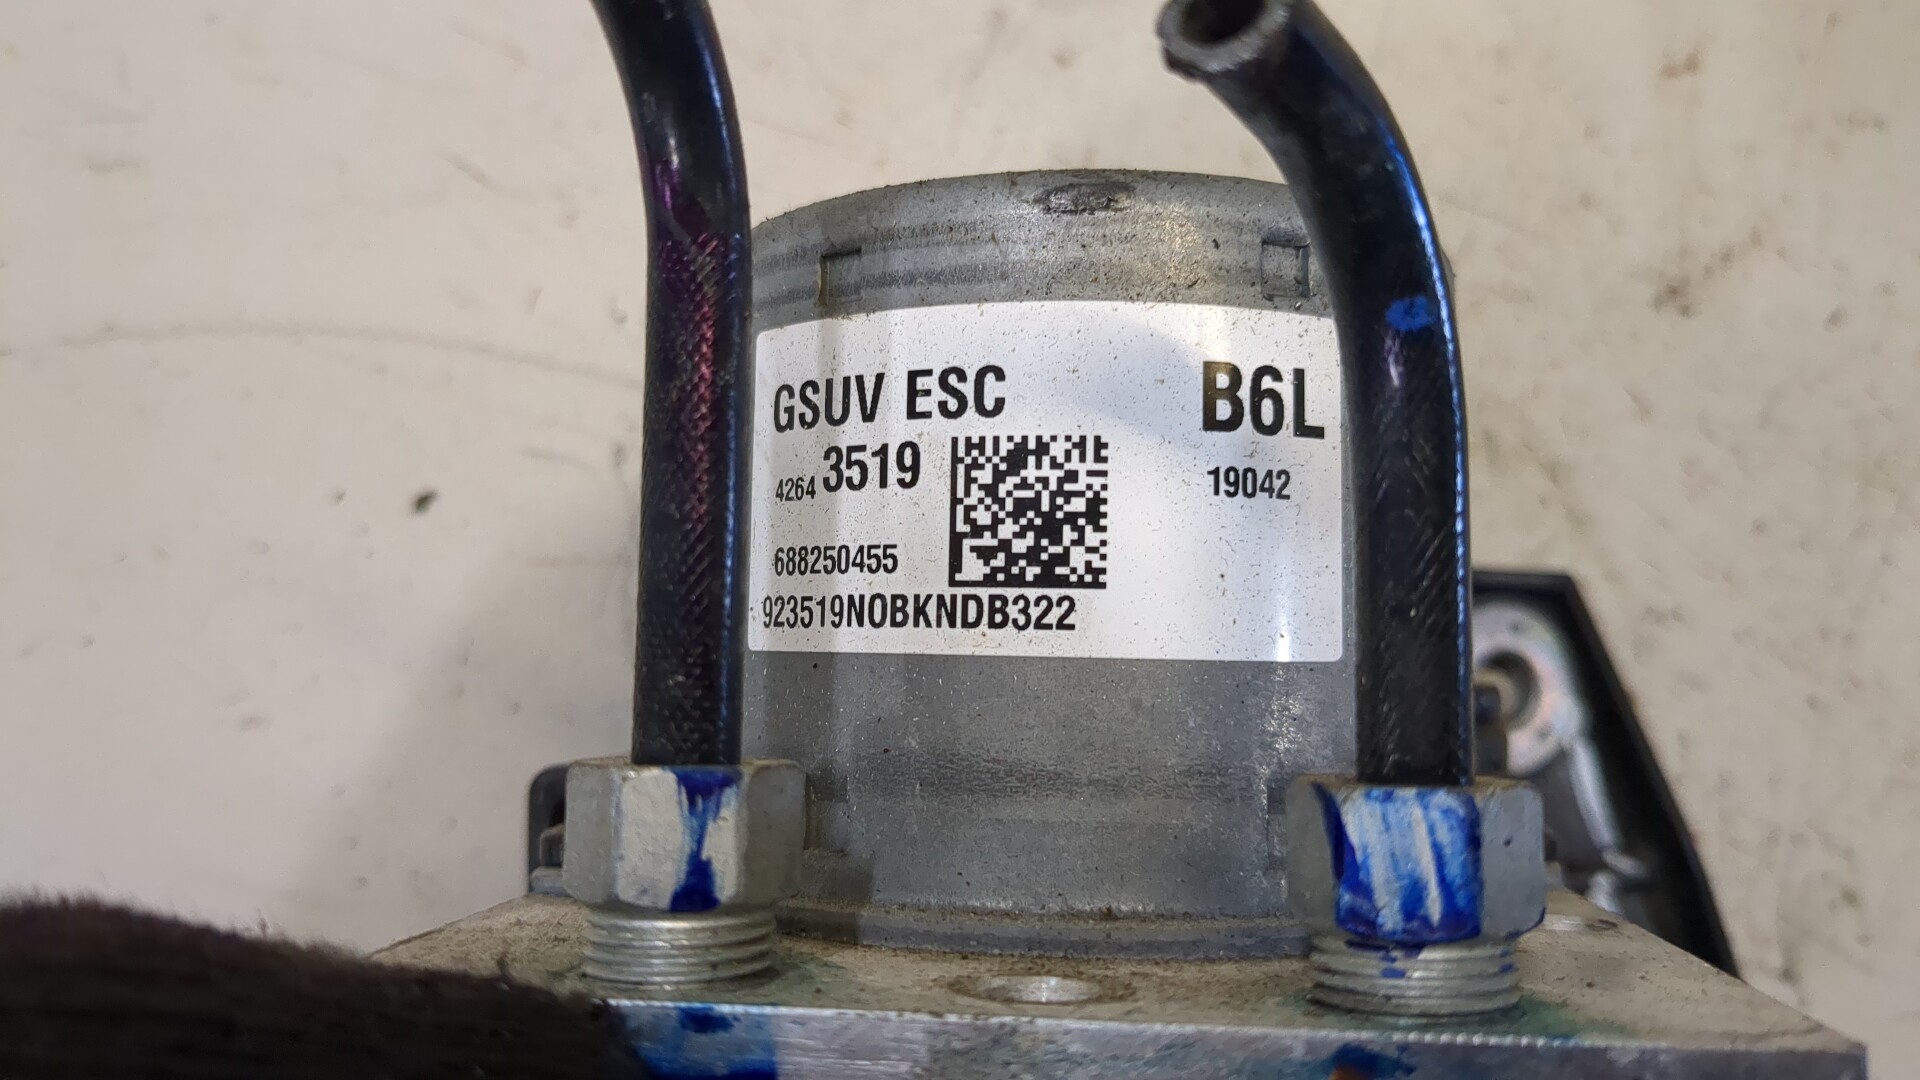 GSUV ESC B6L
4264 3519 19042
688250455
923519NOBKNDB322